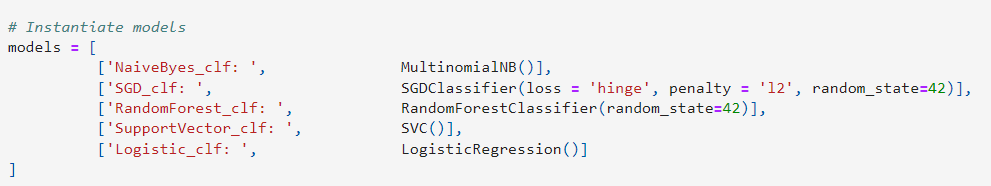 # Instantiate models
models = [
['NaiveByes_clf: ', MultinomialNB()],
['SGD_clf: ', SGDClassifier(loss = 'hinge', penalty = 'l2', random_state=42)],
['RandomForest_clf: ', RandomForestClassifier(random_state=42)],
['SupportVector_clf: ', SVC()],
['Logistic_clf: ', LogisticRegression()]
]